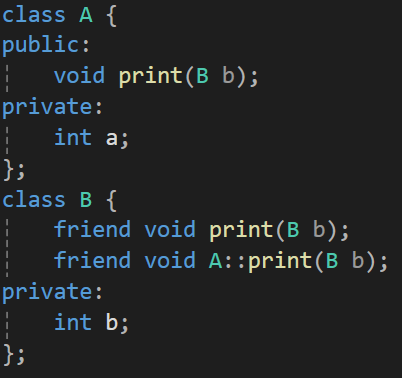 class A {
public:
    void print(B b);
private:
    int a;
};
class B {
    friend void print(B b);
    friend void A::print(B b);
private:
    int b;
};